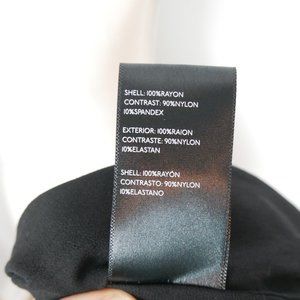 SHELL: 100%RAYON
CONTRAST: 90%NYLON
10%SPANDEX
EXTERIOR: 100%RAION
CONTRASTE: 90%NYLON
10%ELASTAN
SHELL: 100%RAYÓN
CONTRASTO: 90%NYLON
10%ELASTANO